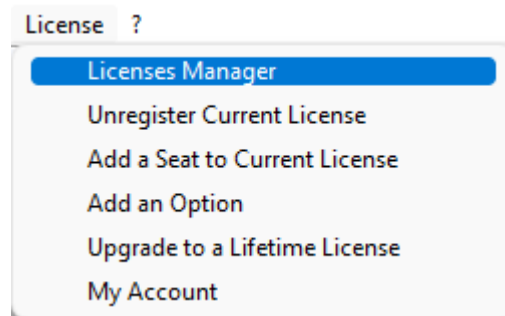 License ?
Licenses Manager
Unregister Current License
Add a Seat to Current License
Add an Option
Upgrade to a Lifetime License
My Account